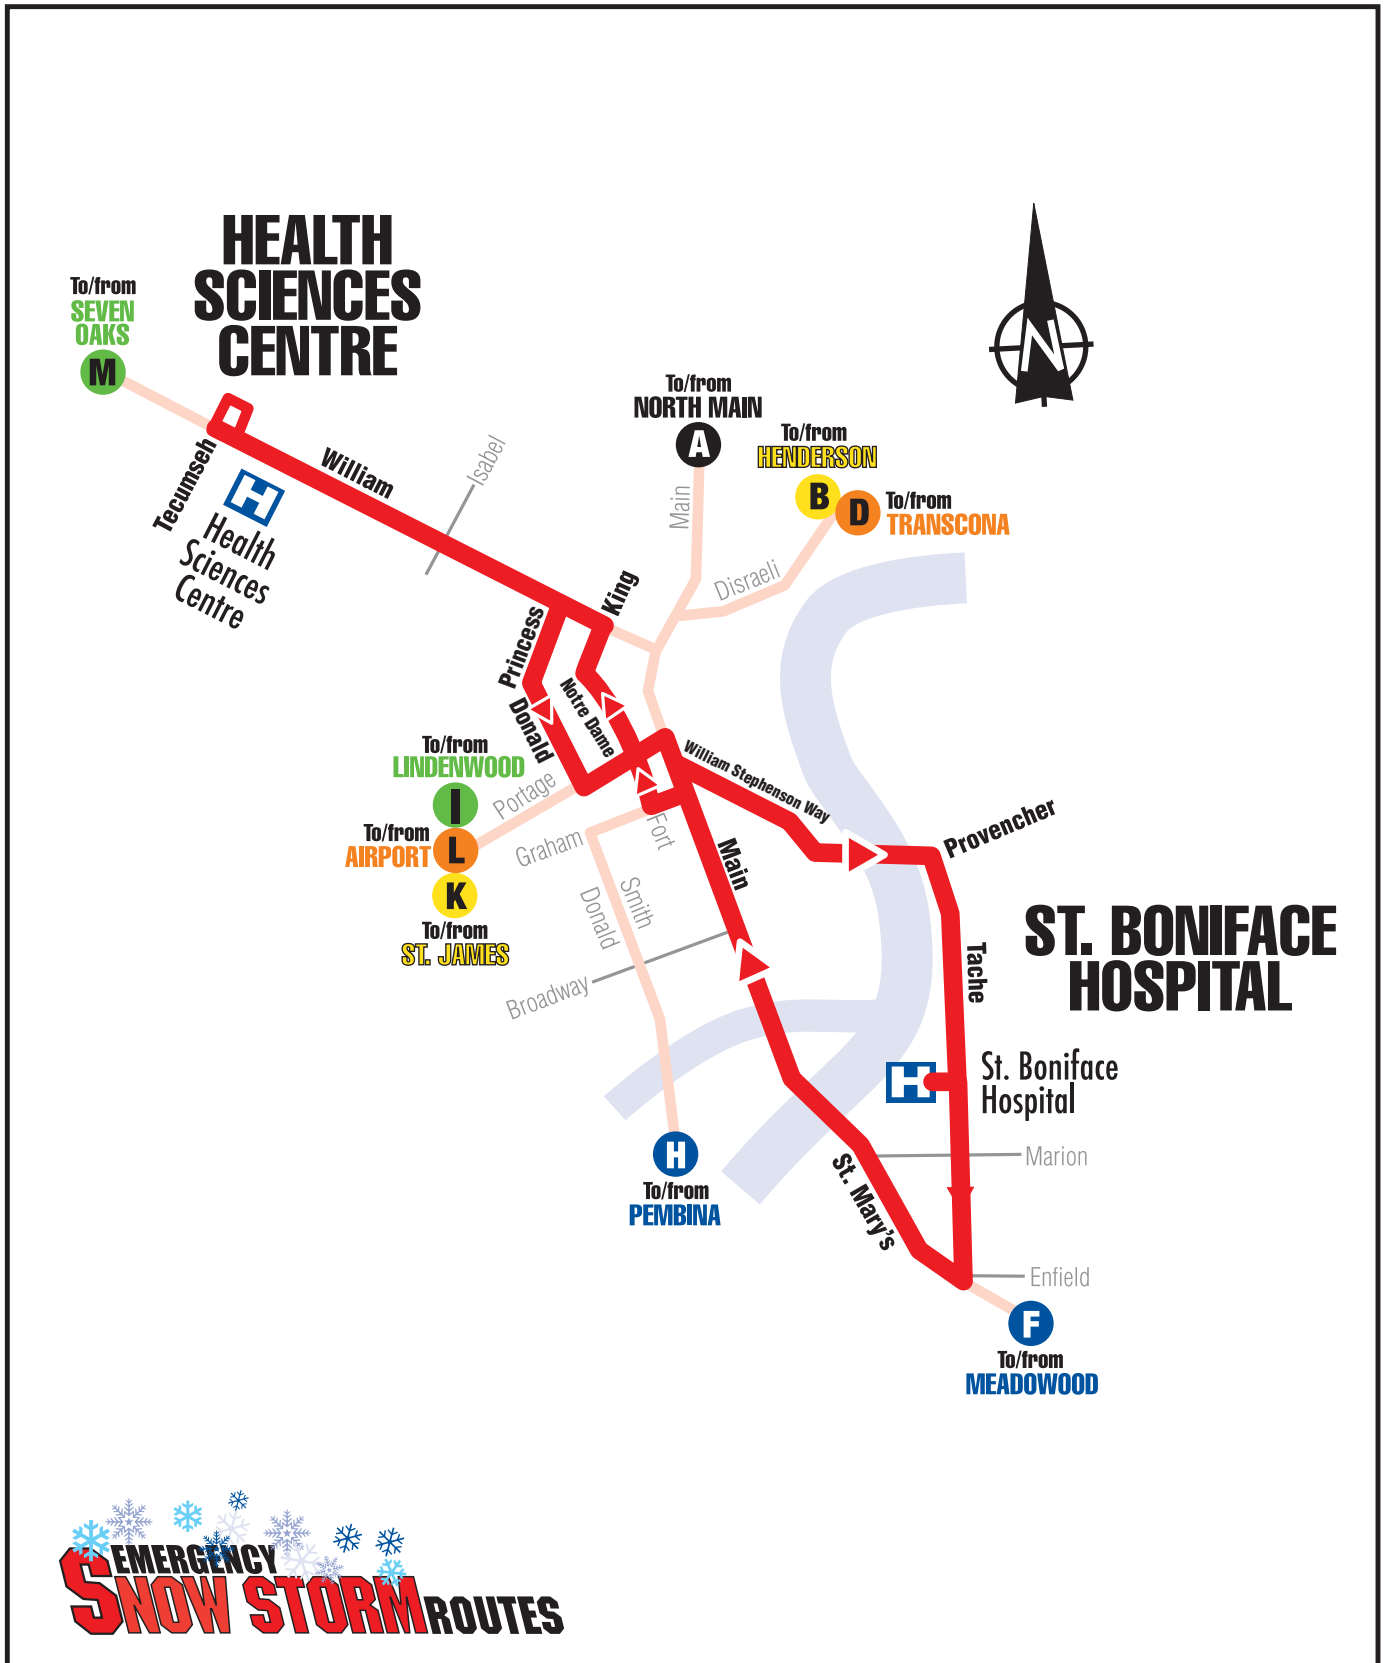 HEALTH
SCIENCES
CENTRE
To/from
SEVEN
OAKS
M
Tecumseh
William
Isabel
H
Health
Sciences
Centre
N
To/from
NORTH MAIN
A
Main
To/from
HENDERSON
B
D
To/from
TRANSCONA
Disraeli
King
Princess
Donald
Notre Dame
William Stephenson Way
Provencher
To/from
LINDENWOOD
I
To/from
AIRPORT
L
K
To/from
ST. JAMES
Portage
Graham
Fort
Main
Smith
Donald
Broadway
Tache
ST. BONIFACE
HOSPITAL
H
St. Boniface
Hospital
Marion
St. Mary's
H
To/from
PEMBINA
Enfield
F
To/from
MEADOWOOD
EMERGENCY
SNOW STORM ROUTES